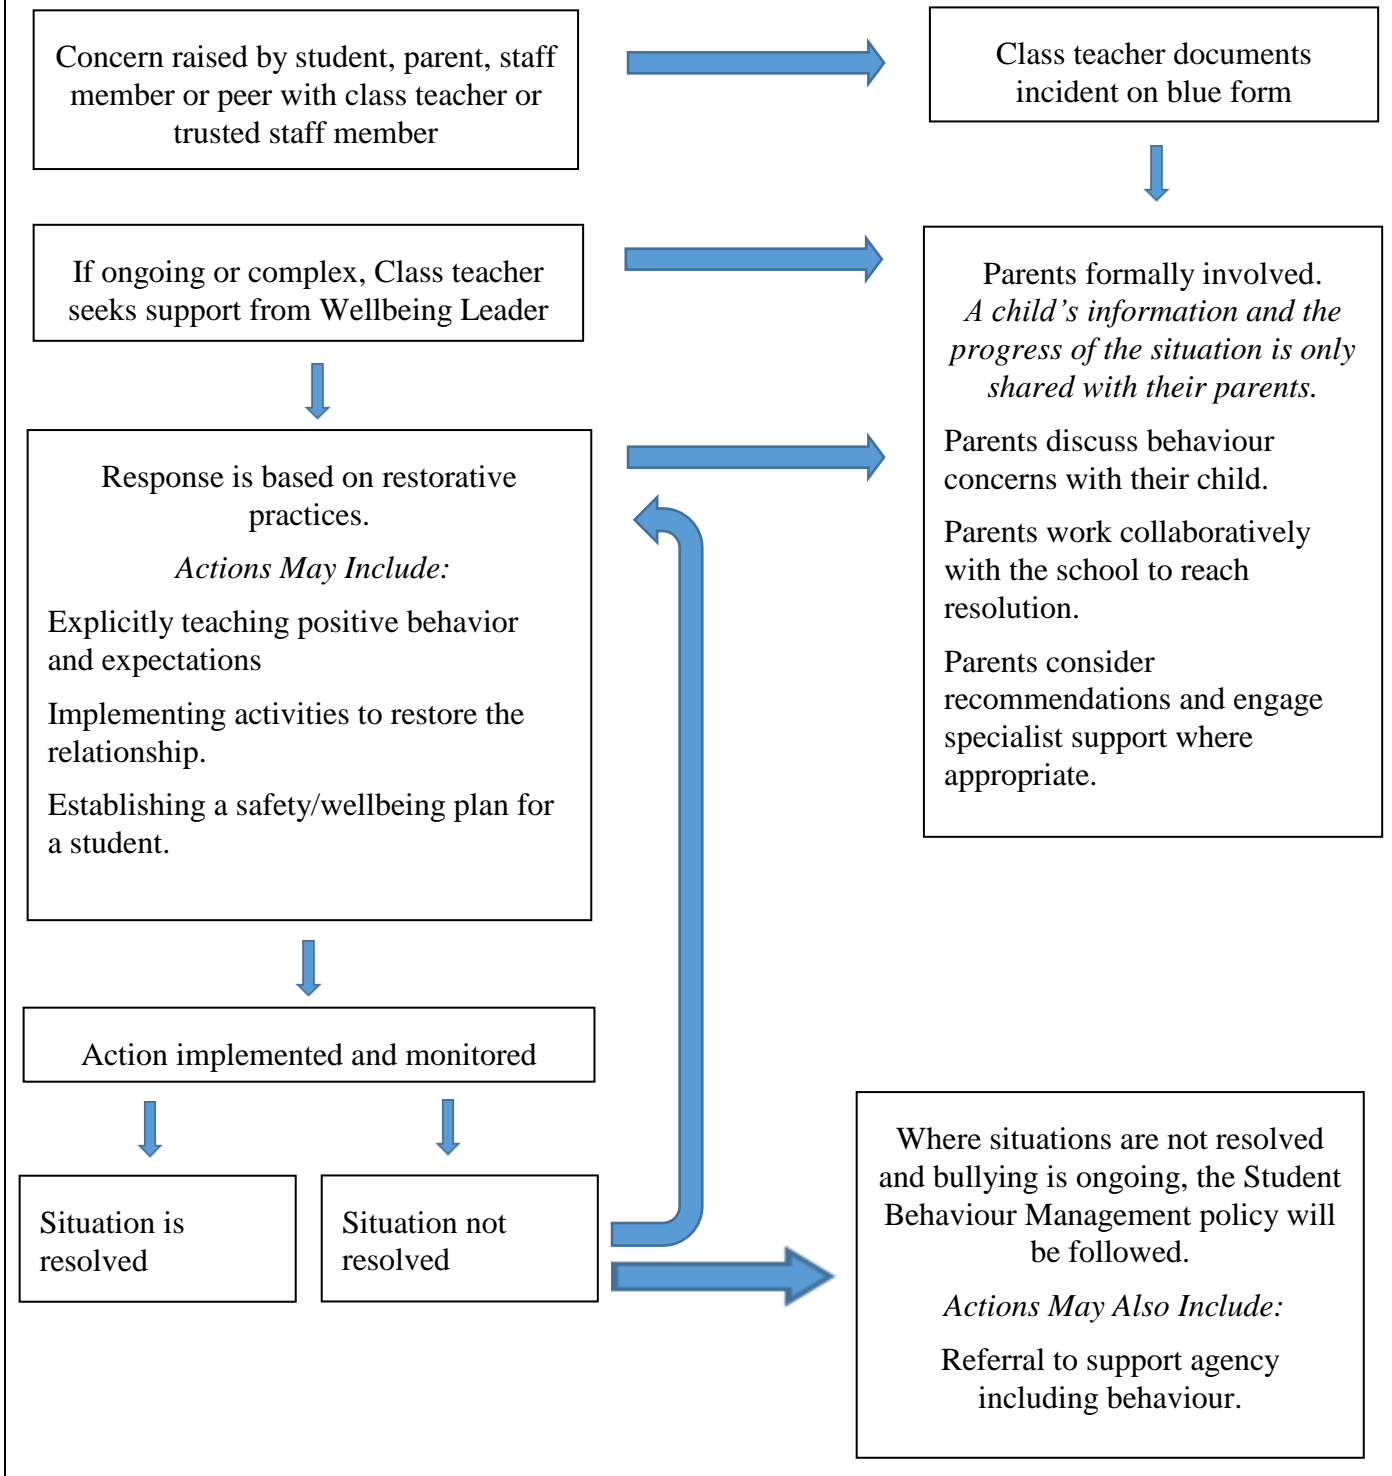 Concern raised by student, parent, staff
member or peer with class teacher or
trusted staff member
Class teacher documents
incident on blue form
If ongoing or complex, Class teacher
seeks support from Wellbeing Leader
Parents formally involved.
A child’s information and the
progress of the situation is only
shared with their parents.
Parents discuss behaviour
concerns with their child.
Parents work collaboratively
with the school to reach
resolution.
Parents consider
recommendations and engage
specialist support where
appropriate.
Response is based on restorative
practices.
Actions May Include:
Explicitly teaching positive behavior
and expectations
Implementing activities to restore the
relationship.
Establishing a safety/wellbeing plan for
a student.
Action implemented and monitored
Situation is
resolved
Situation not
resolved
Where situations are not resolved
and bullying is ongoing, the Student
Behaviour Management policy will
be followed.
Actions May Also Include:
Referral to support agency
including behaviour.